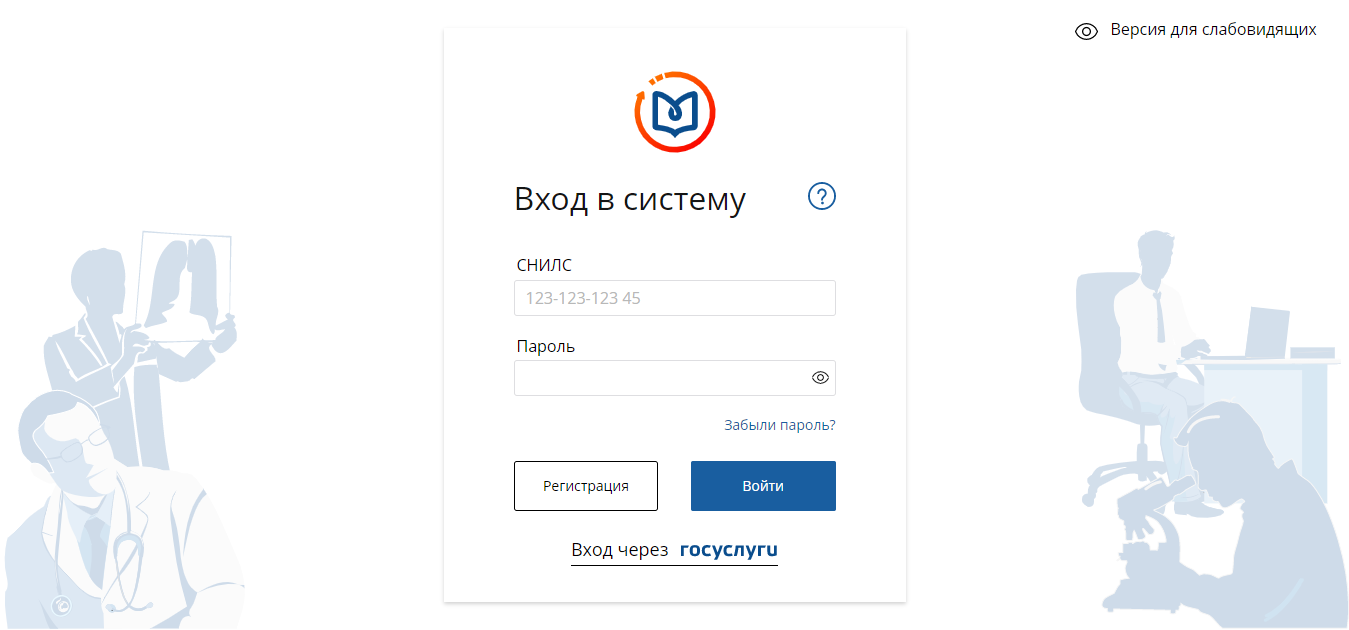 Версия для слабовидящих
Вход в систему
СНИЛС
123-123-123 45
Пароль
Забыли пароль?
Регистрация
Войти
Вход через госуслуги